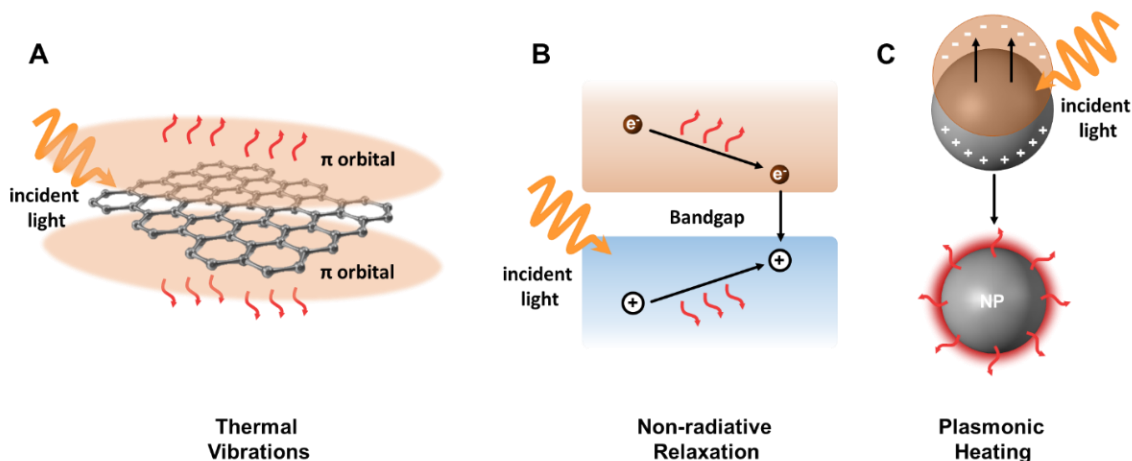 A
incident
light
π orbital
π orbital
Thermal
Vibrations
B
e-
e-
Bandgap
incident
light
+
+
Non-radiative
Relaxation
C
- - - - - - - -
incident
light
+ + + + + + + + +
NP
Plasmonic
Heating